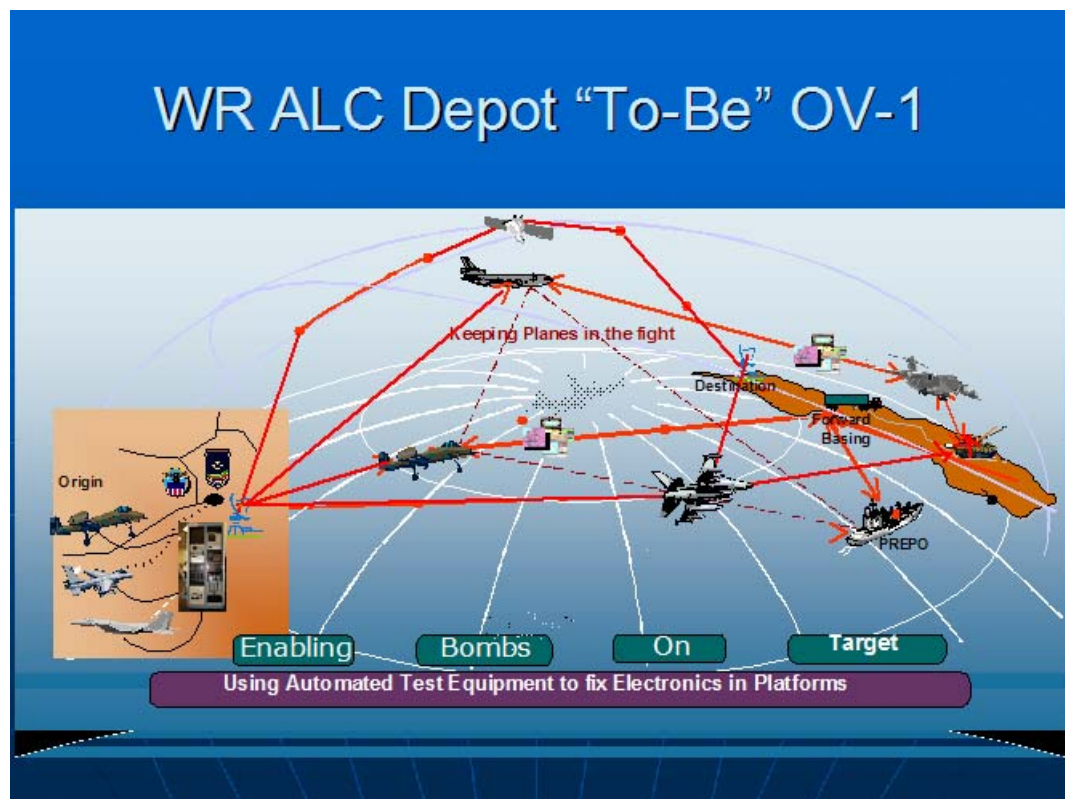 WR ALC Depot “To-Be” OV-1
Keeping Planes in the fight
Destination
Forward
Basing
Origin
PREPO
Enabling
Bombs
On
Target
Using Automated Test Equipment to fix Electronics in Platforms